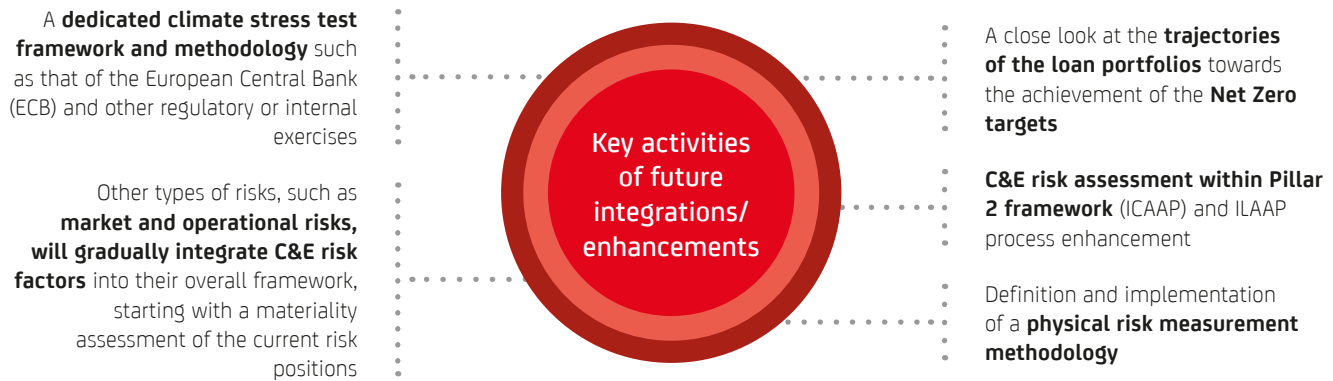 A dedicated climate stress test
framework and methodology such
as that of the European Central Bank
(ECB) and other regulatory or internal
exercises
Other types of risks, such as
market and operational risks,
will gradually integrate C&E risk
factors into their overall framework,
starting with a materiality
assessment of the current risk
positions
Key activities
of future
integrations/
enhancements
A close look at the trajectories
of the loan portfolios towards
the achievement of the Net Zero
targets
C&E risk assessment within Pillar
2 framework (ICAAP) and ILAAP
process enhancement
Definition and implementation
of a physical risk measurement
methodology